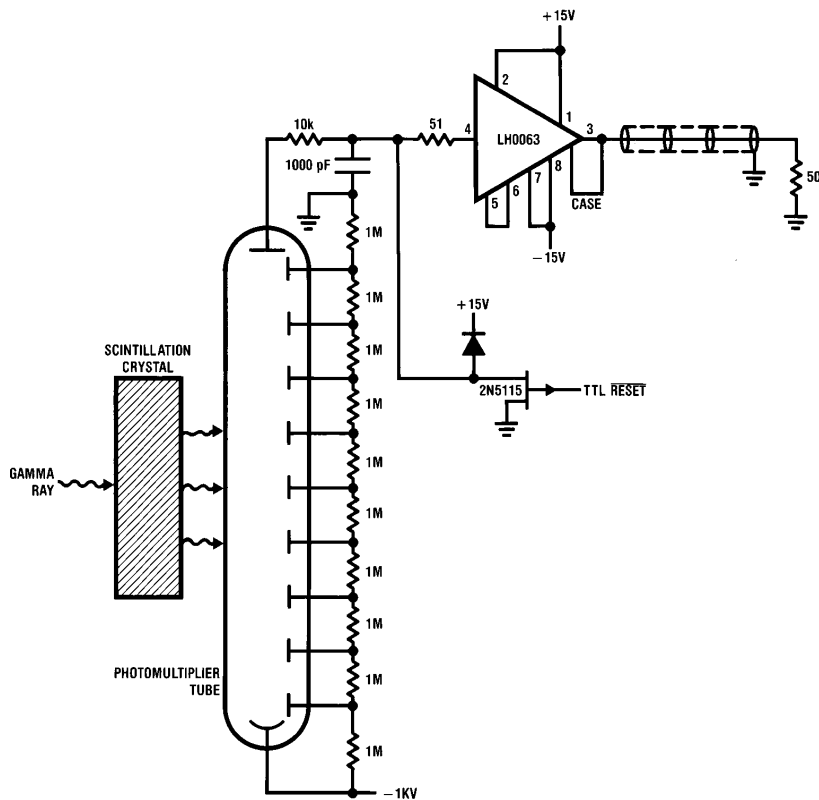 +15V
2
1
10k
51
4
LH0063
3
1000 pF
8
7
6
5
CASE
50
−15V
1M
1M
+15V
1M
SCINTILLATION
CRYSTAL
2N5115
TTL RESET
1M
1M
GAMMA
RAY
1M
1M
1M
PHOTOMULTIPLIER
TUBE
1M
1M
−1KV